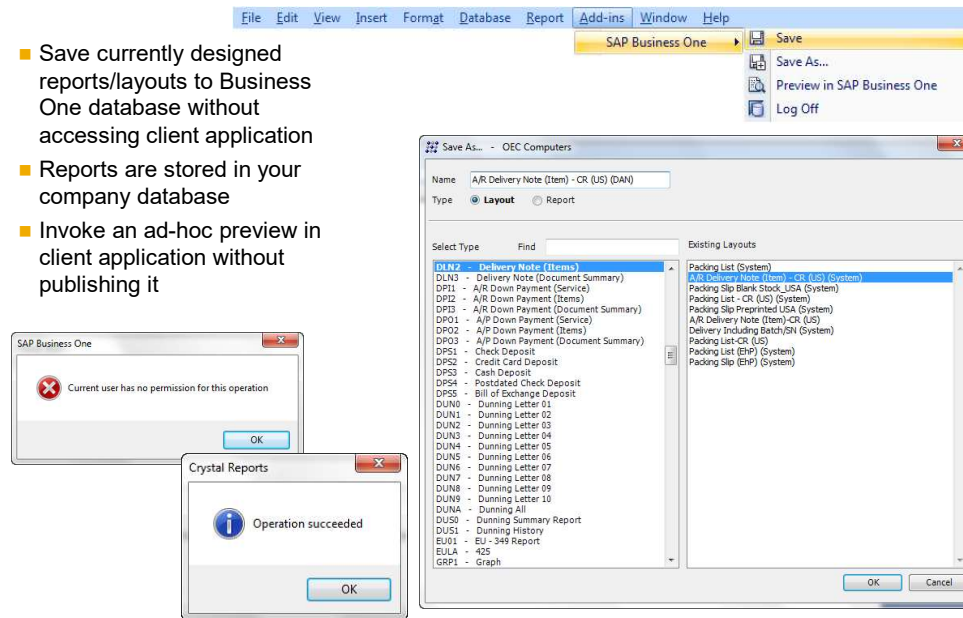 File Edit View Insert Format Database Report Add-ins Window Help
SAP Business One
Save
Save As...
Preview in SAP Business One
Log Off
Save currently designed
reports/layouts to Business
One database without
accessing client application
Reports are stored in your
company database
Invoke an ad-hoc preview in
client application without
publishing it
Save As... - OEC Computers
Name A/R Delivery Note (Item) - CR (US) (DAN)
Type Layout Report
Select Type Find
DLN2 - Delivery Note (Items)
DLN3 - Delivery Note (Document Summary)
DPI1 - A/R Down Payment (Service)
DPI2 - A/R Down Payment (Items)
DPI3 - A/R Down Payment (Document Summary)
DPO1 - A/P Down Payment (Service)
DPO2 - A/P Down Payment (Items)
DPO3 - A/P Down Payment (Document Summary)
DPS1 - Check Deposit
DPS2 - Credit Card Deposit
DPS3 - Cash Deposit
DPS4 - Postdated Check Deposit
DPS5 - Bill of Exchange Deposit
DUN0 - Dunning Letter 01
DUN1 - Dunning Letter 02
DUN2 - Dunning Letter 03
DUN3 - Dunning Letter 04
DUN4 - Dunning Letter 05
DUN5 - Dunning Letter 06
DUN6 - Dunning Letter 07
DUN7 - Dunning Letter 08
DUN8 - Dunning Letter 09
DUN9 - Dunning Letter 10
DUNA - Dunning All
DUS0 - Dunning Summary Report
DUS1 - Dunning History
EU01 - EU - 349 Report
EULA - 425
GRP1 - Graph
Existing Layouts
Packing List (System)
A/R Delivery Note (Item) - CR (US) (System)
Packing Slip Blank Stock_USA (System)
Packing List - CR (US) (System)
Packing Slip Preprinted USA (System)
A/R Delivery Note (Item)-CR (US)
Delivery Including Batch/SN (System)
Packing List-CR (US)
Packing List (EhP) (System)
Packing Slip (EhP) (System)
OK Cancel
SAP Business One
Current user has no permission for this operation
OK
Crystal Reports
Operation succeeded
OK